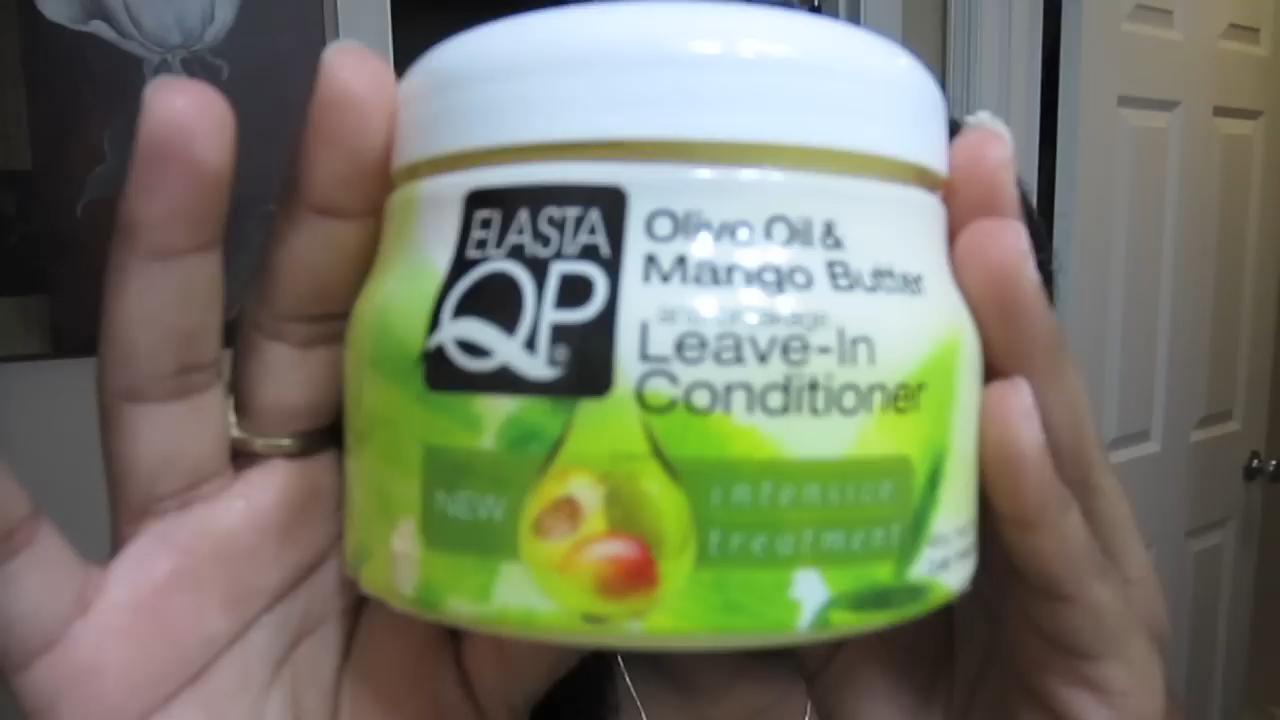 ELASTA
QP
Olive Oil &
Mango Butter
Leave-In
Conditioner
NEW
intensive
treatment